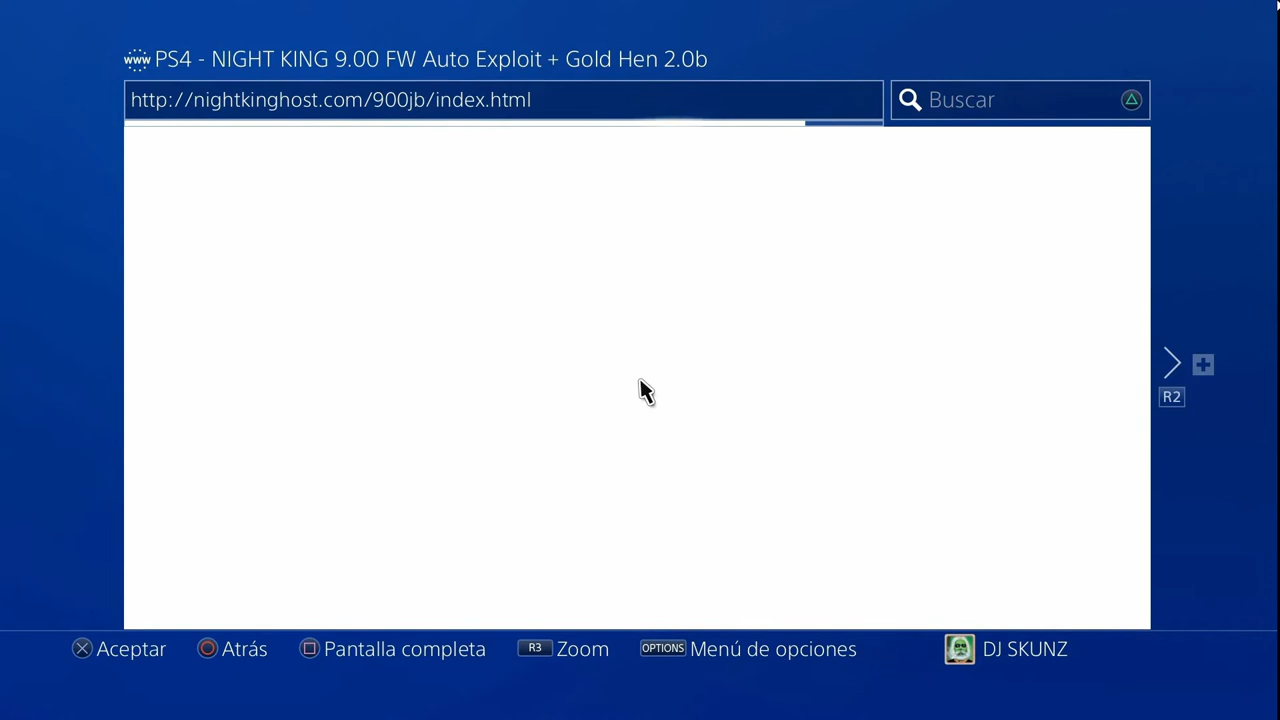 www PS4 - NIGHT KING 9.00 FW Auto Exploit + Gold Hen 2.0b
http://nightkinghost.com/900jb/index.html
Buscar
R2
Aceptar Atrás Pantalla completa R3 Zoom OPTIONS Menú de opciones DJ SKUNZ